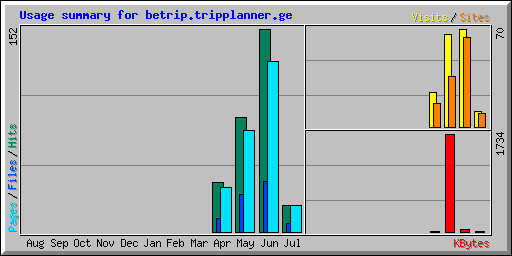 Usage summary for betrip.tripplanner.ge
Visits / Sites
152
70
Pages / Files / Hits
1734
Aug Sep Oct Nov Dec Jan Feb Mar Apr May Jun Jul
KBytes